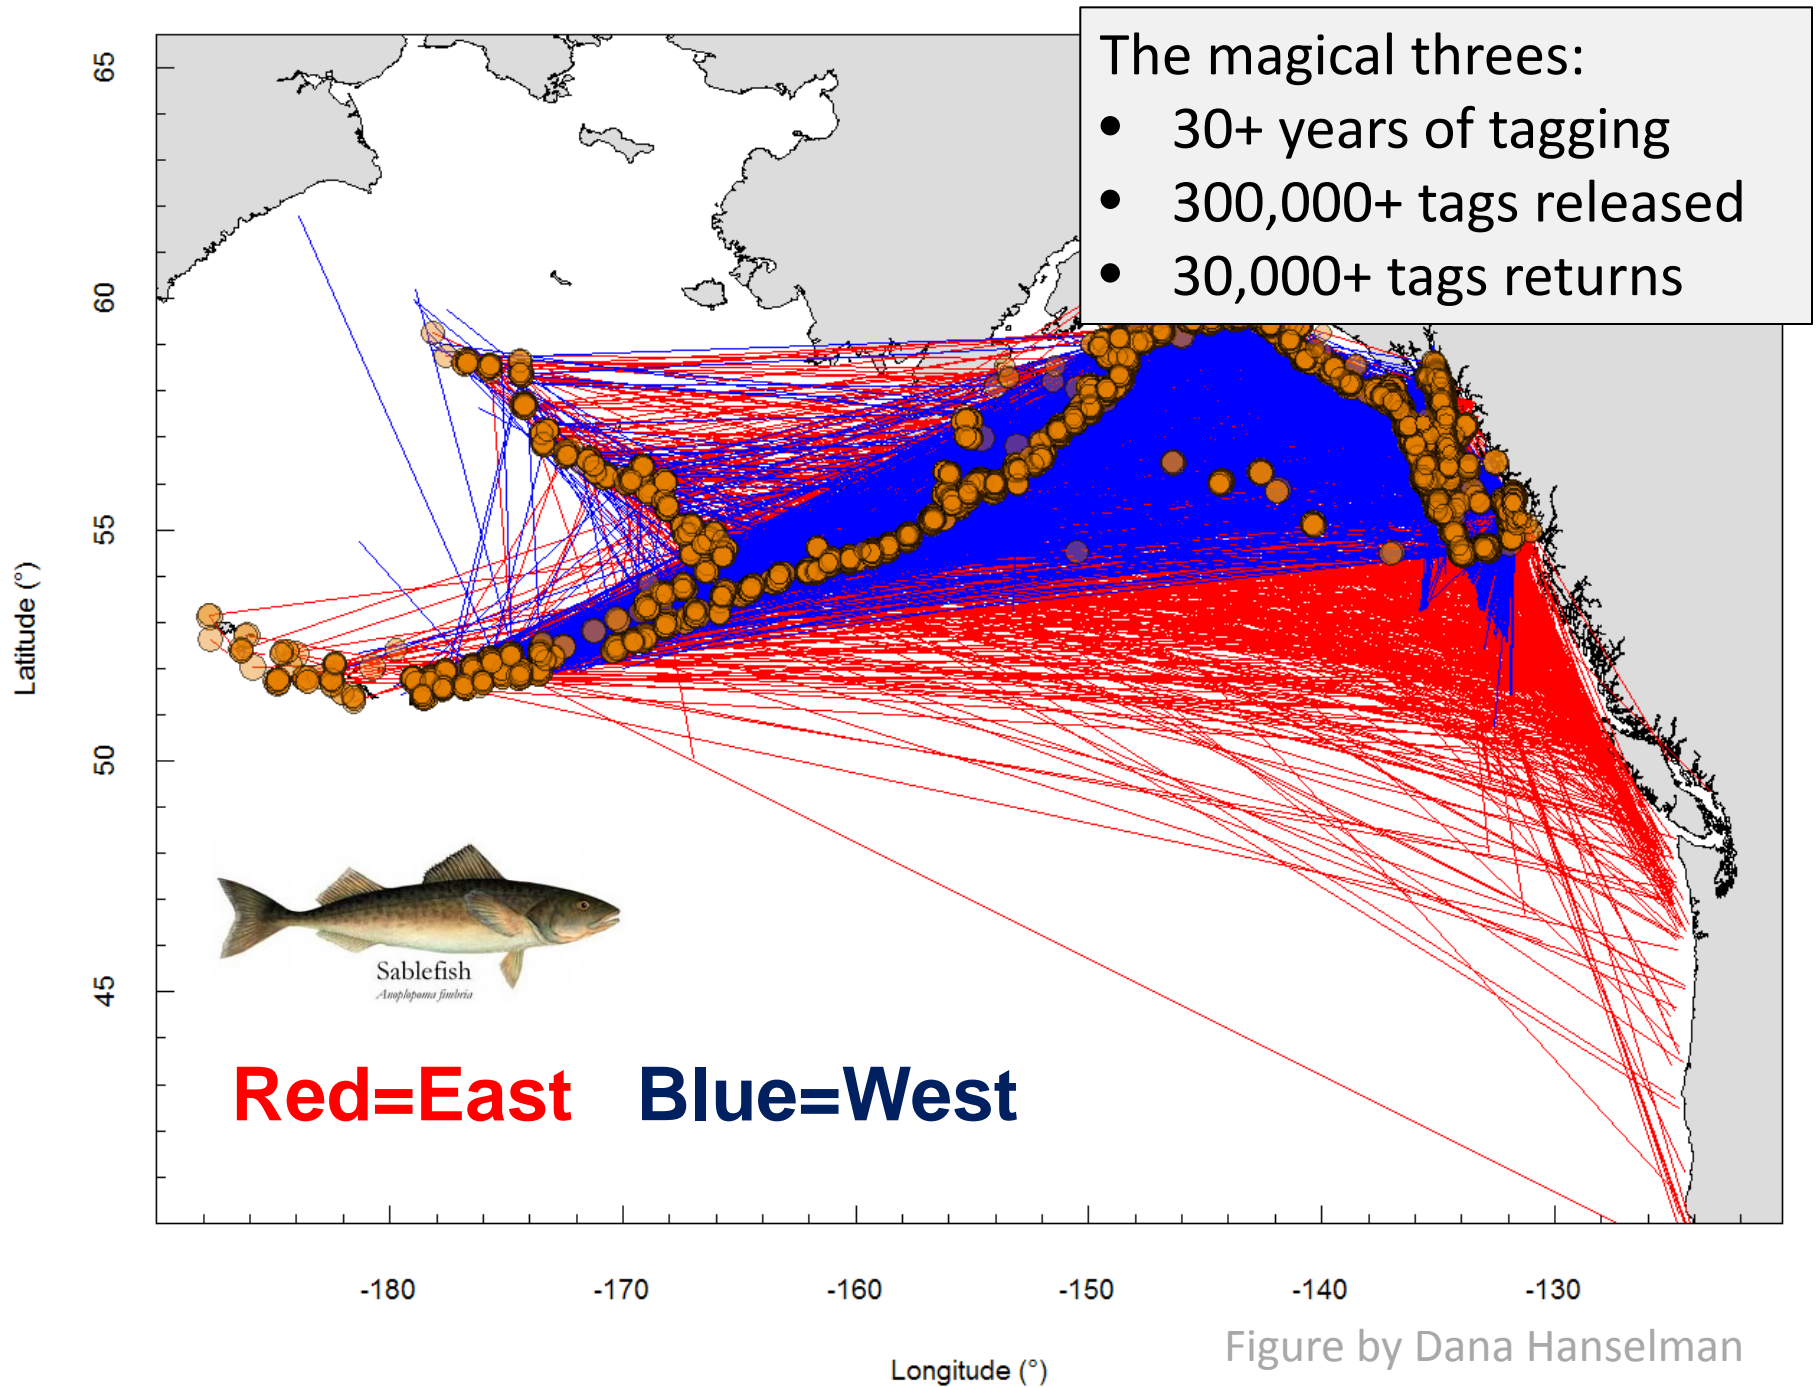 The magical threes:
• 30+ years of tagging
• 300,000+ tags released
• 30,000+ tags returns
65
60
55
50
45
Latitude (°)
Sablefish
Anoplopoma fimbria
Red=East Blue=West
-180 -170 -160 -150 -140 -130
Longitude (°)
Figure by Dana Hanselman